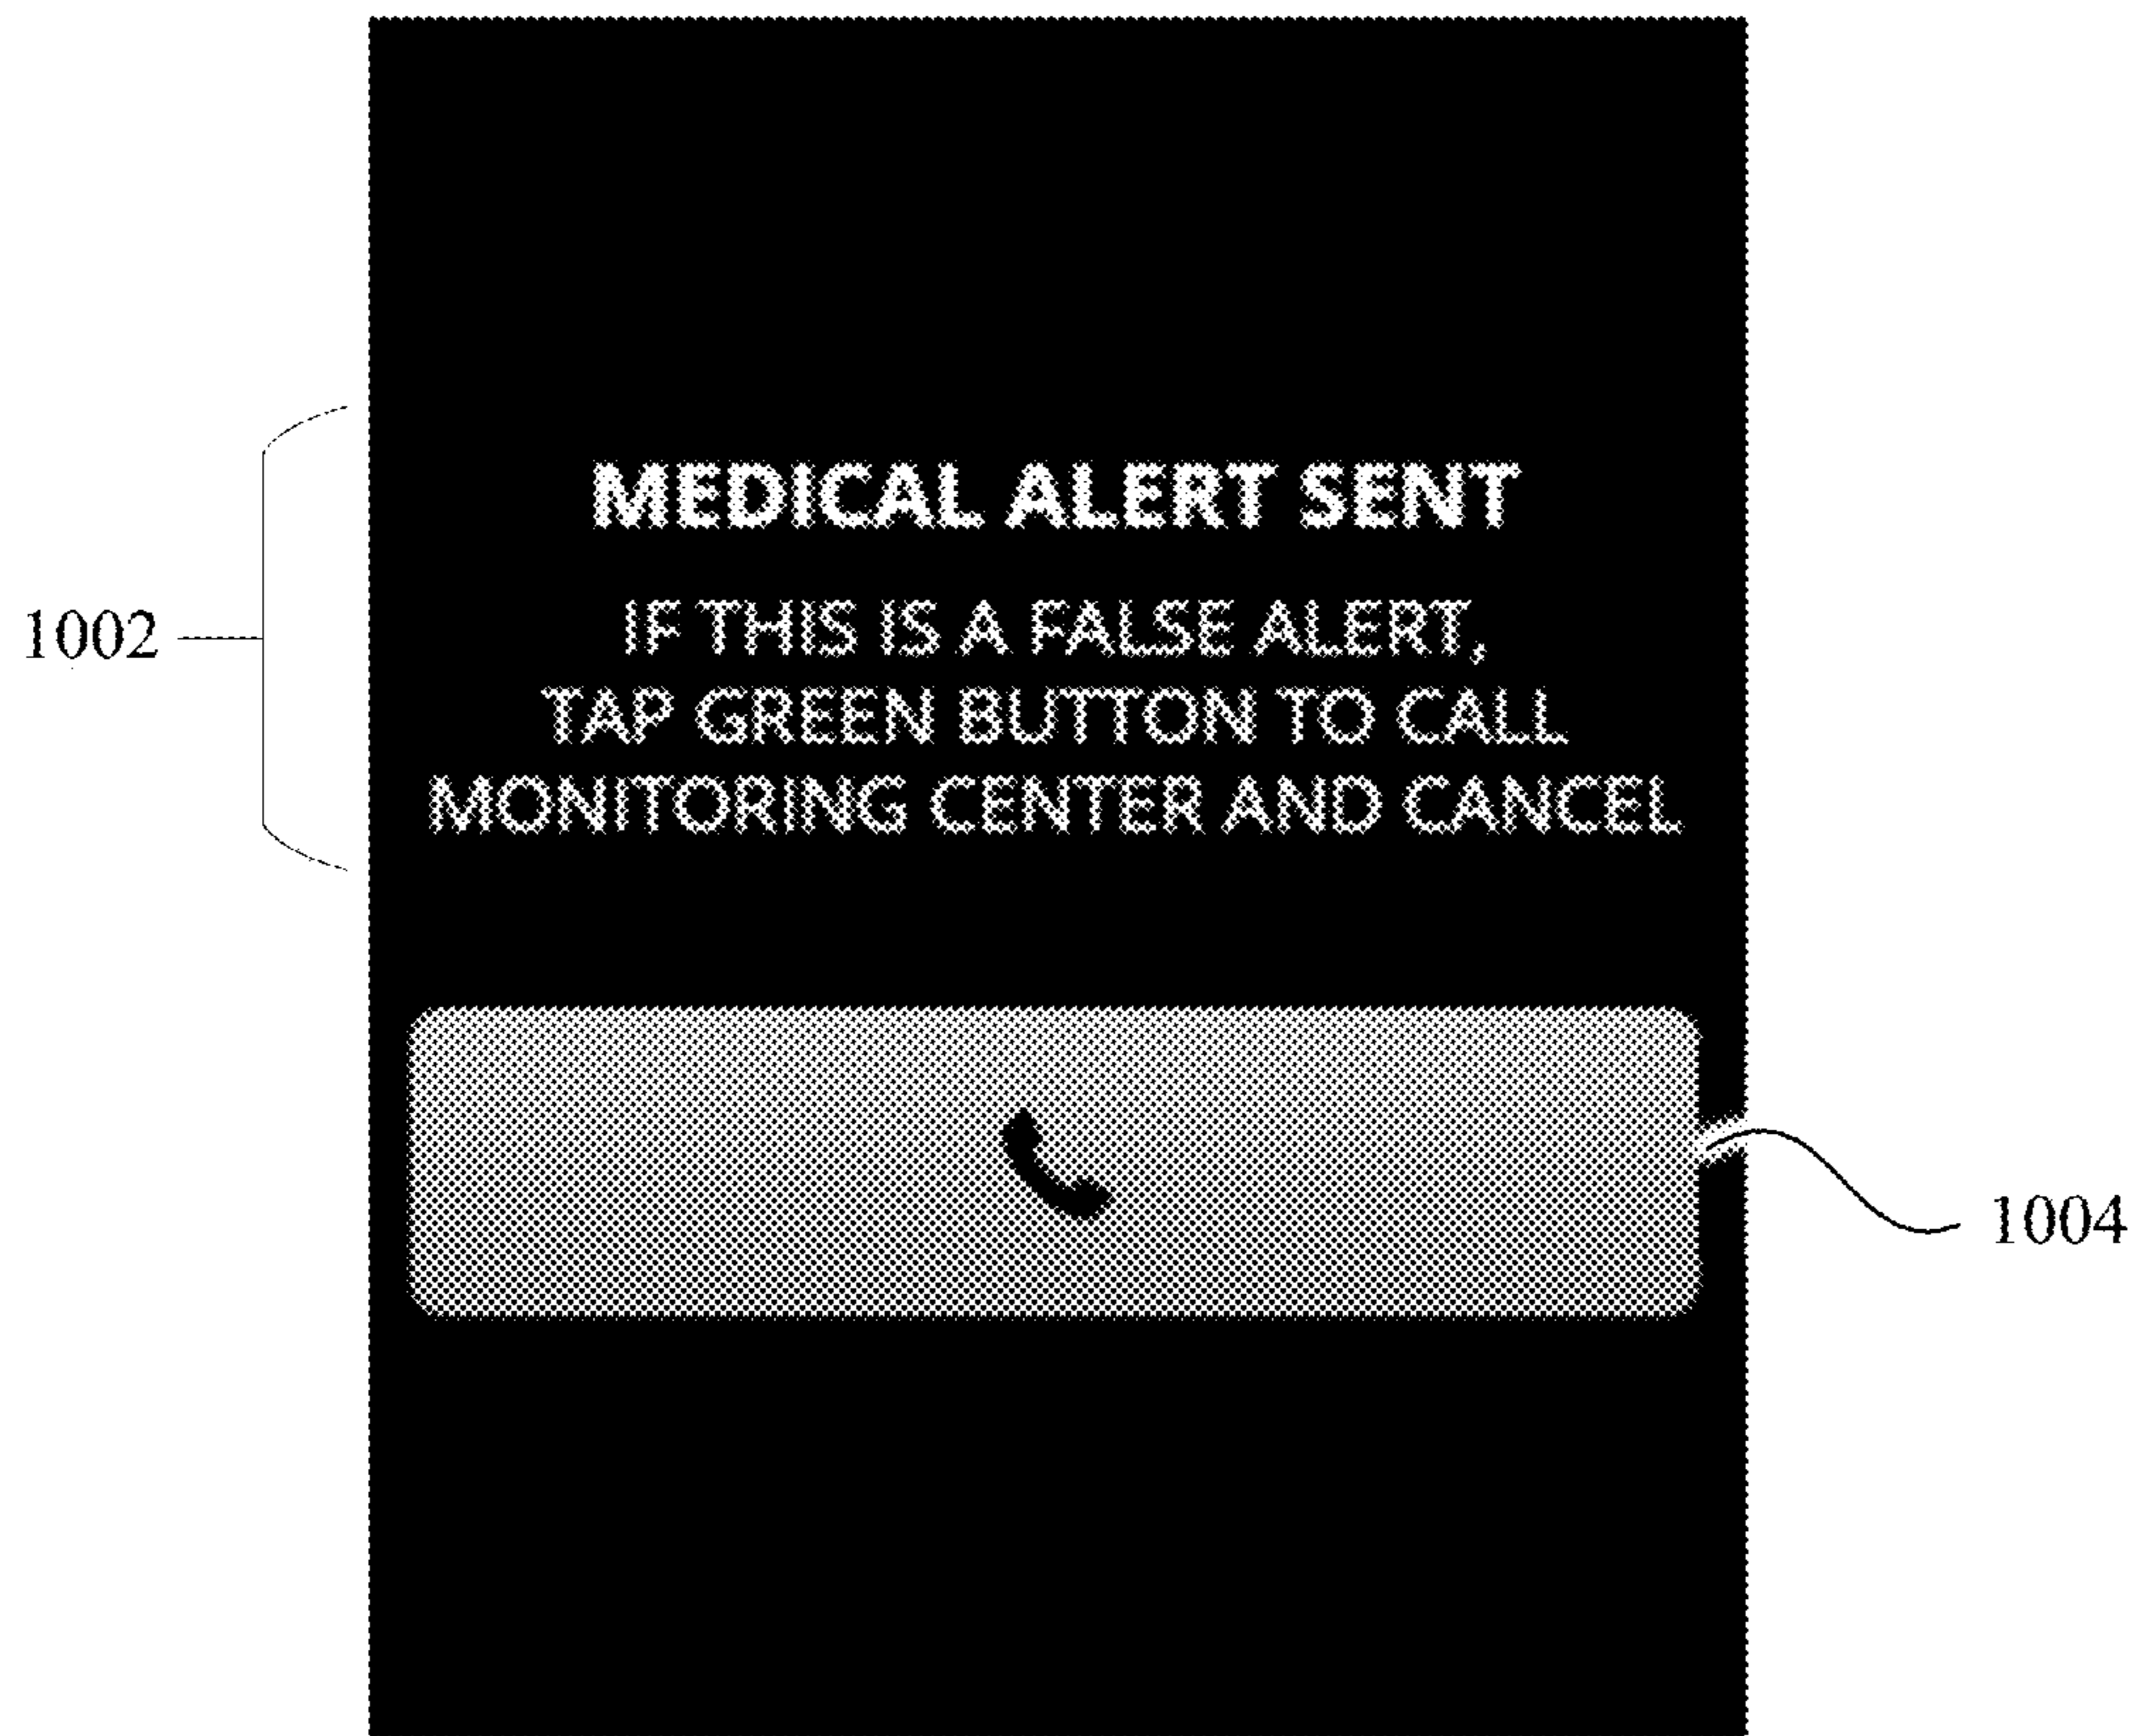 MEDICAL ALERT SENT
IF THIS IS A FALSE ALERT,
TAP GREEN BUTTON TO CALL
MONITORING CENTER AND CANCEL
1002
1004